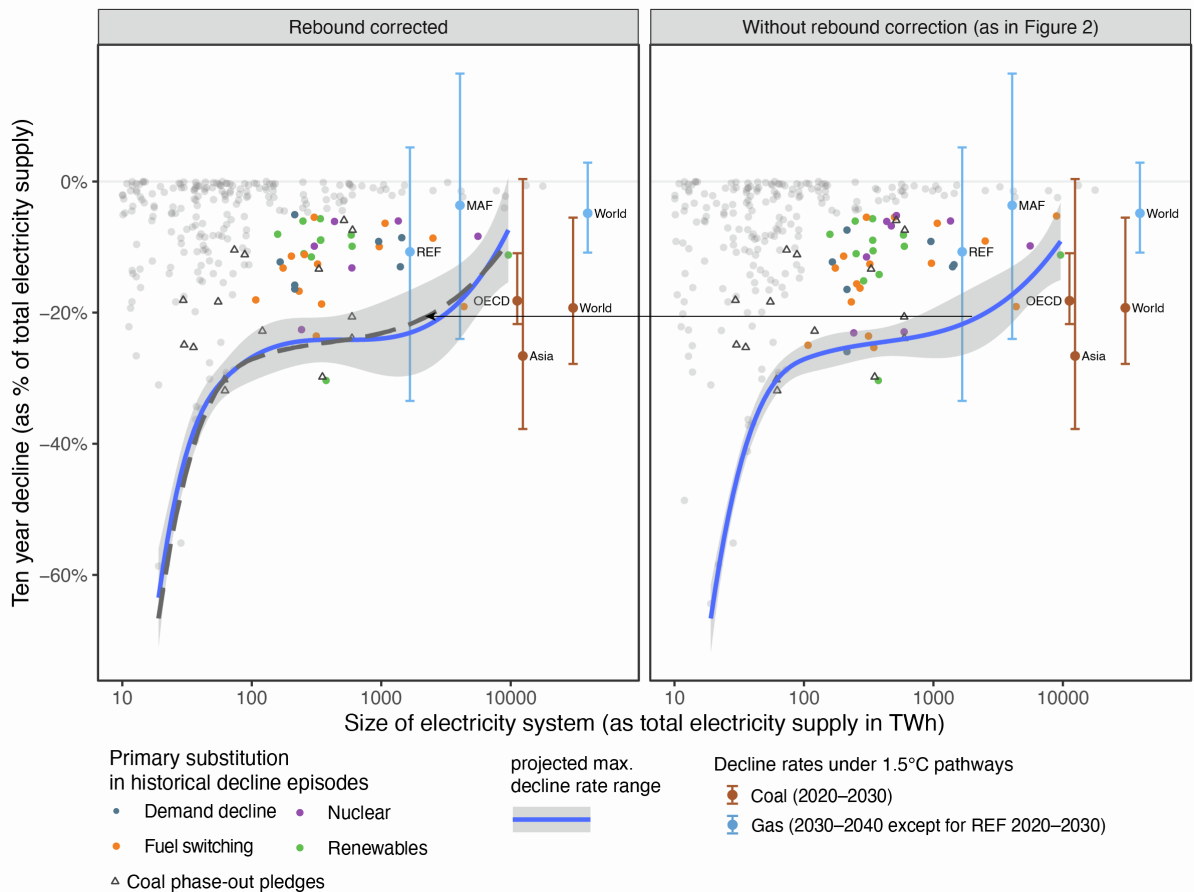 Rebound corrected
Without rebound correction (as in Figure 2)
Ten year decline (as % of total electricity supply)
0%
−20%
−40%
−60%
MAF
REF
World
OECD
World
Asia
MAF
REF
World
OECD
World
Asia
10
100
1000
10000
10
100
1000
10000
Size of electricity system (as total electricity supply in TWh)
Primary substitution
in historical decline episodes
Demand decline
Nuclear
Fuel switching
Renewables
Coal phase-out pledges
projected max.
decline rate range
Decline rates under 1.5°C pathways
Coal (2020–2030)
Gas (2030–2040 except for REF 2020–2030)